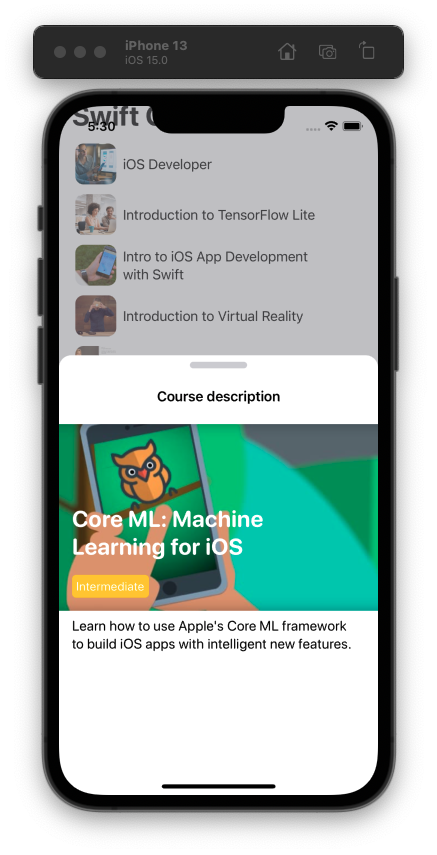 iPhone 13
iOS 15.0
Swift
5:30
iOS Developer
Introduction to TensorFlow Lite
Intro to iOS App Development
with Swift
Introduction to Virtual Reality
Course description
Core ML: Machine
Learning for iOS
Intermediate
Learn how to use Apple's Core ML framework
to build iOS apps with intelligent new features.